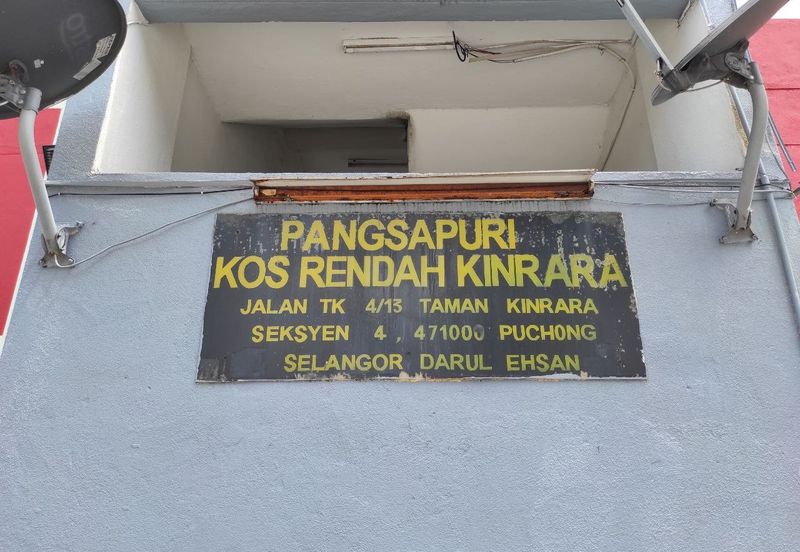 PANGSAPURI
KOS RENDAH KINRARA
JALAN TK 4/13 TAMAN KINRARA
SEKSYEN 4 , 471000 PUCHONG
SELANGOR DARUL EHSAN